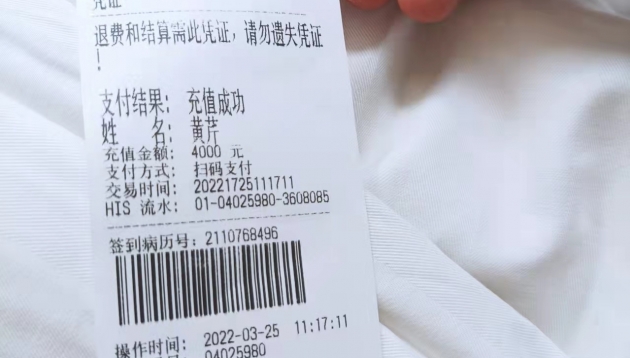 凭证
退费和结算需此凭证，请勿遗失凭证
！
支付结果： 充值成功
姓 名： 黄芹
充值金额： 4000 元
支付方式： 扫码支付
交易时间： 20221725111711
HIS 流水： 01-04025980-3608085
签到病历号：2110768496
操作时间： 2022-03-25 11:17:11
04025980